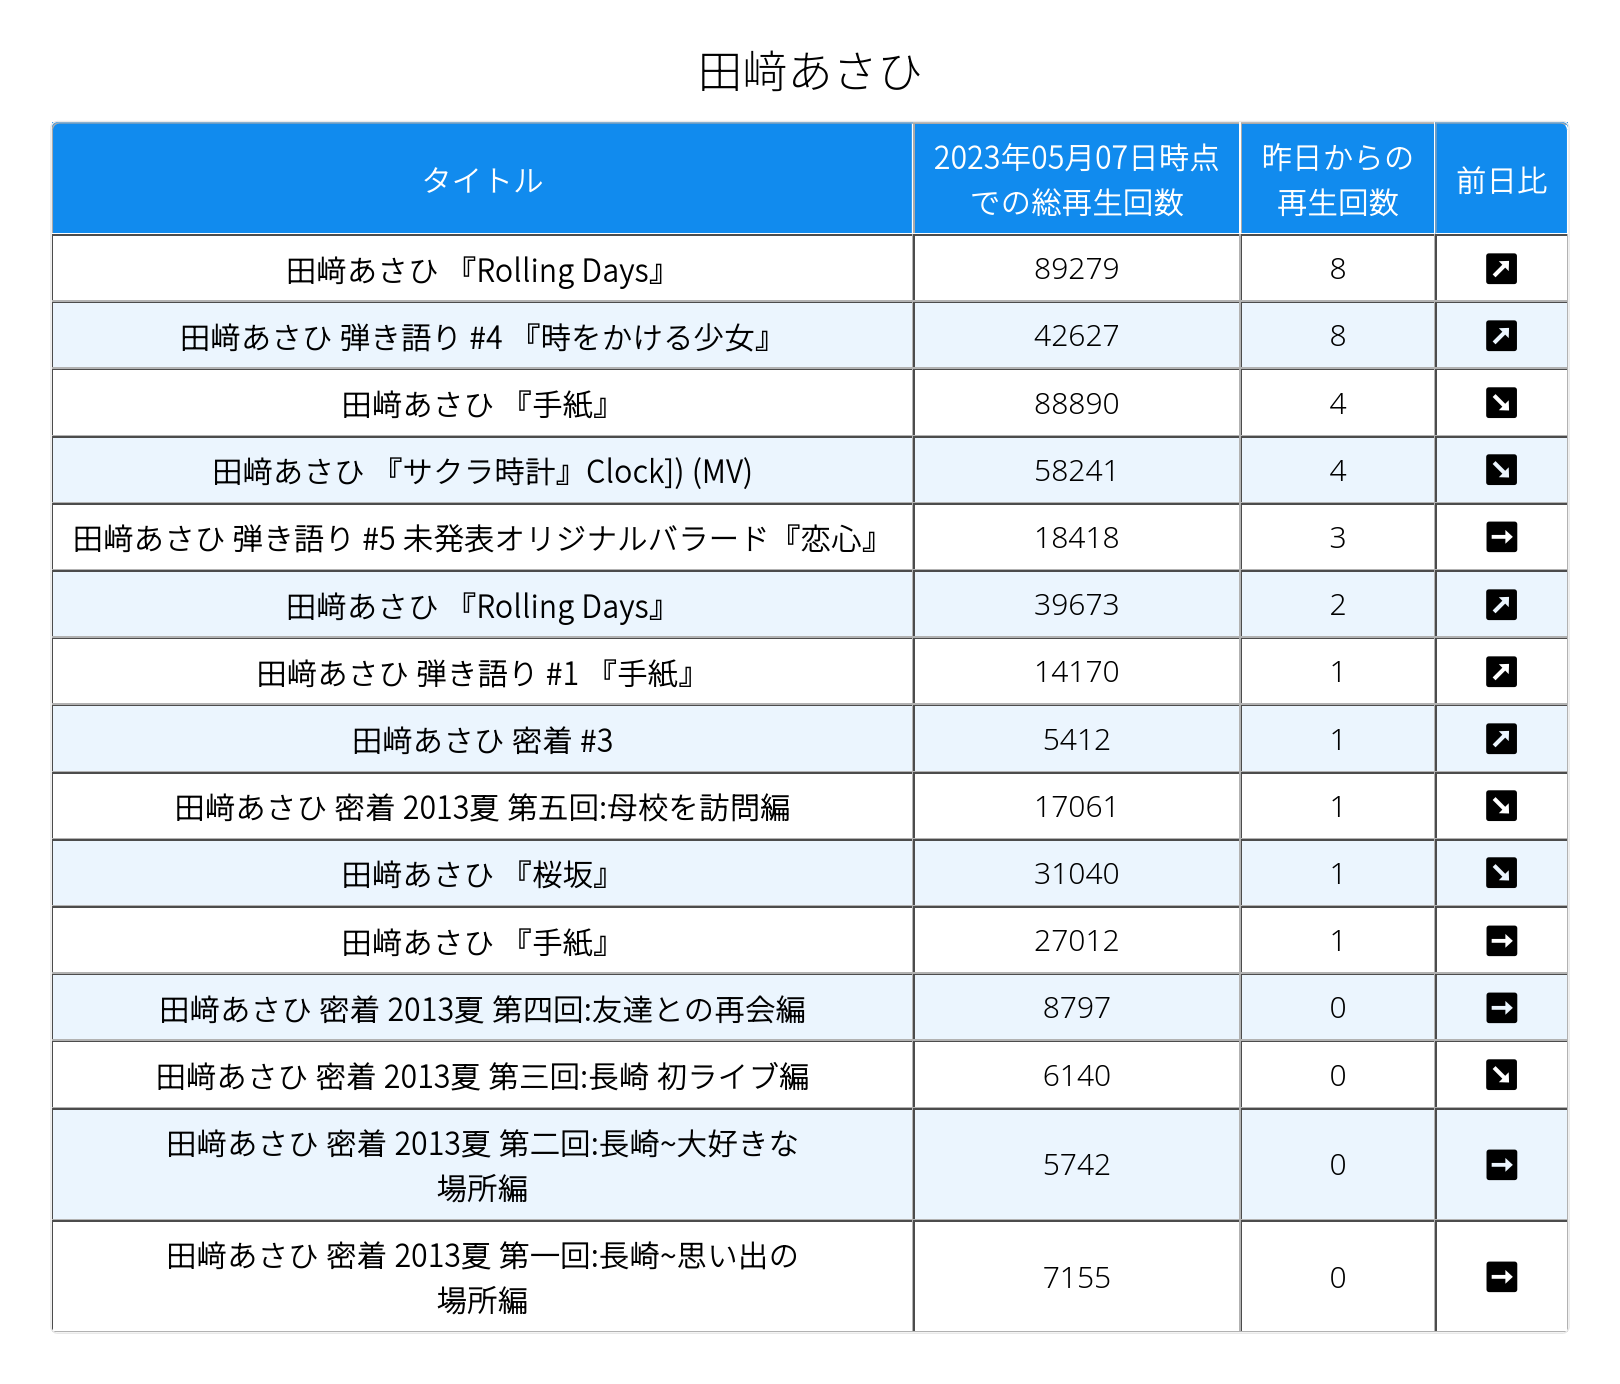 田﨑あさひ
タイトル
2023年05月07日時点
での総再生回数
昨日からの
再生回数
前日比
田﨑あさひ 『Rolling Days』 89279 8 ↗
田﨑あさひ 弾き語り #4 『時をかける少女』 42627 8 ↗
田﨑あさひ 『手紙』 88890 4 ↘
田﨑あさひ 『サクラ時計』Clock]) (MV) 58241 4 ↘
田﨑あさひ 弾き語り #5 未発表オリジナルバラード『恋心』 18418 3 →
田﨑あさひ 『Rolling Days』 39673 2 ↗
田﨑あさひ 弾き語り #1 『手紙』 14170 1 ↗
田﨑あさひ 密着 #3 5412 1 ↗
田﨑あさひ 密着 2013夏 第五回:母校を訪問編 17061 1 ↘
田﨑あさひ 『桜坂』 31040 1 ↘
田﨑あさひ 『手紙』 27012 1 →
田﨑あさひ 密着 2013夏 第四回:友達との再会編 8797 0 →
田﨑あさひ 密着 2013夏 第三回:長崎 初ライブ編 6140 0 ↘
田﨑あさひ 密着 2013夏 第二回:長崎~大好きな
場所編 5742 0 →
田﨑あさひ 密着 2013夏 第一回:長崎~思い出の
場所編 7155 0 →